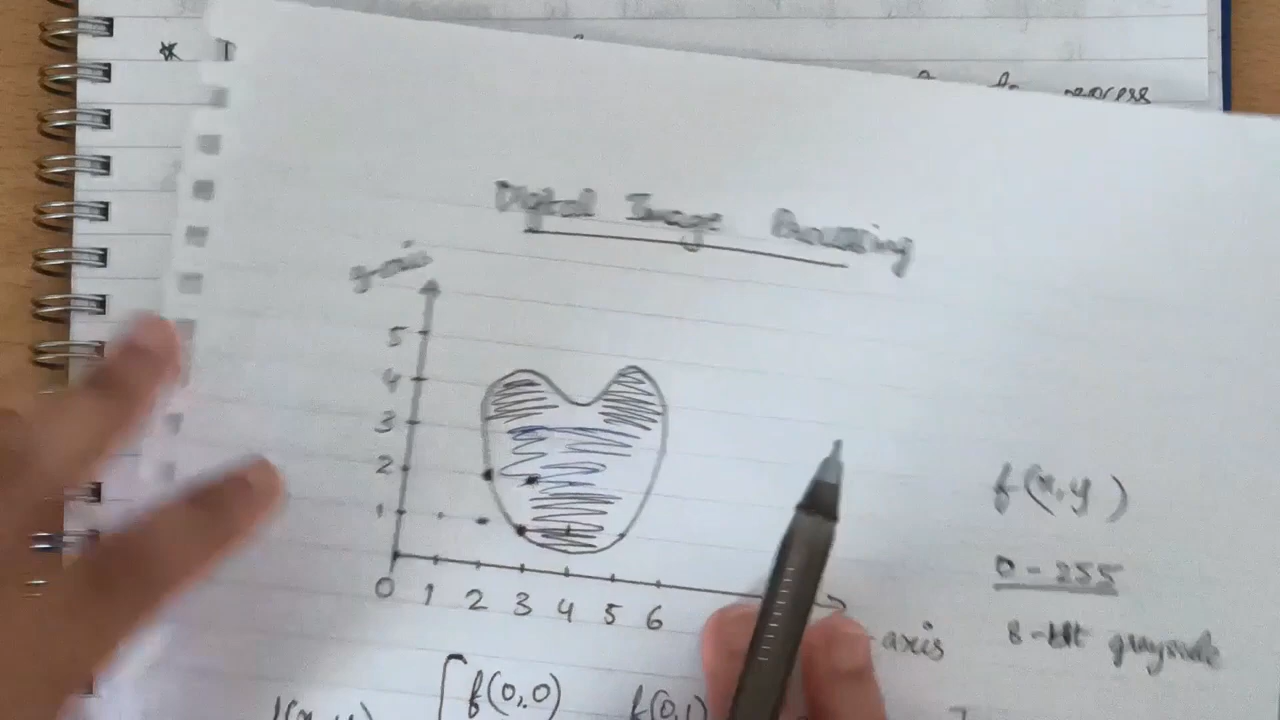 process
Digital Image Processing
y-axis
5
4
3
2
1
0 1 2 3 4 5 6
-axis
f(x,y)
0-255
8-bit grayscale
f(x,y)
f(0,0) f(0,1)